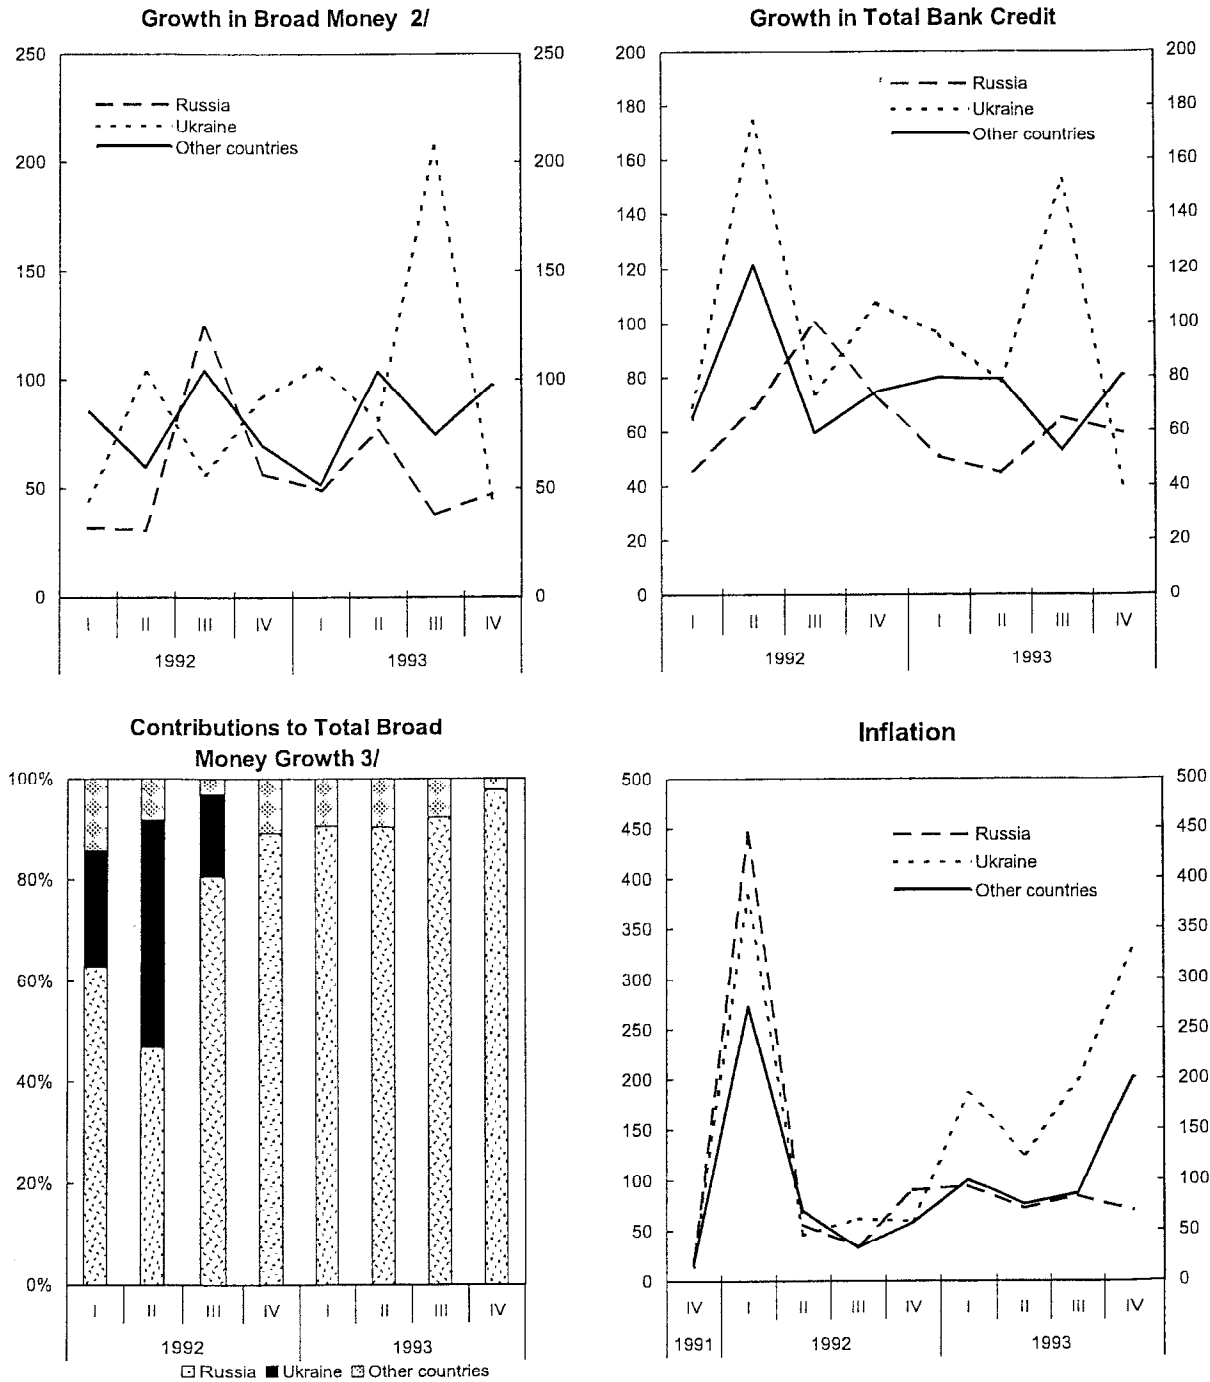 Growth in Broad Money 2/
250 250
Russia
Ukraine
Other countries
200 200
150 150
100 100
50 50
0 0
I II III IV I II III IV
1992 1993
Growth in Total Bank Credit
200 200
Russia
Ukraine
Other countries
180 180
160 160
140 140
120 120
100 100
80 80
60 60
40 40
20 20
0 0
I II III IV I II III IV
1992 1993
Contributions to Total Broad
Money Growth 3/
100%
80%
60%
40%
20%
0%
I II III IV I II III IV
1992 1993
Russia Ukraine Other countries
Inflation
500 500
Russia
Ukraine
Other countries
450 450
400 400
350 350
300 300
250 250
200 200
150 150
100 100
50 50
0 0
IV I II III IV I II III IV
1991 1992 1993